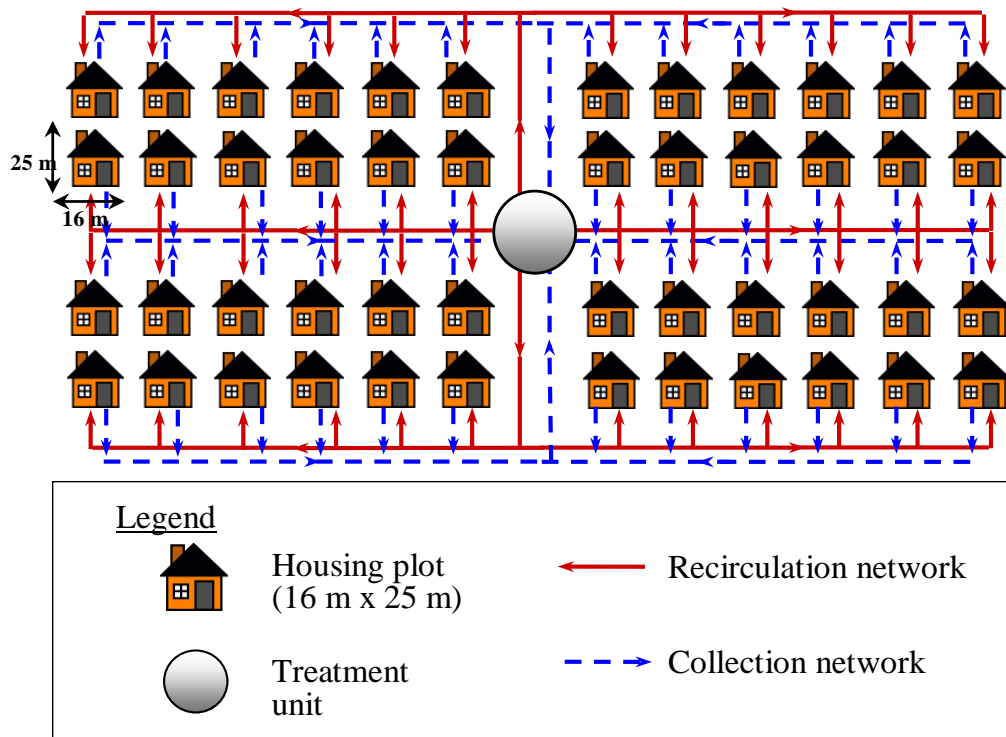 25 m
16 m
Legend
Housing plot
(16 m x 25 m)
Recirculation network
Treatment
unit
Collection network